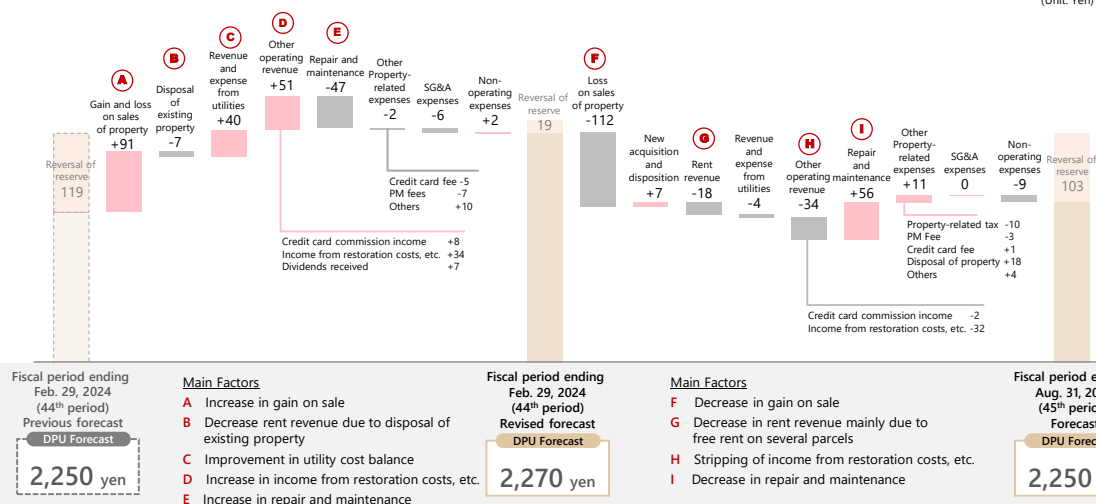 (Unit: Yen)
A
Gain and loss
on sales
of property
+91
B
Disposal
of
existing
property
-7
C
Revenue
and
expense
from
utilities
+40
D
Other
operating
revenue
+51
E
Repair and
maintenance
-47
Other
Property-
related
expenses
-2
SG&A
expenses
-6
Non-
operating
expenses
+2
Reversal of
reserve
19
F
Loss
on sales
of property
-112
New
acquisition
and
disposition
+7
G
Rent
revenue
-18
Revenue
and
expense
from
utilities
-4
H
Other
operating
revenue
-34
I
Repair
and
maintenance
+56
Other
Property-
related
expenses
+11
SG&A
expenses
0
Non-
operating
expenses
-9
Reversal of
reserve
103
Reversal of
reserve
119
Credit card fee -5
PM fees -7
Others +10
Credit card commission income +8
Income from restoration costs, etc. +34
Dividends received +7
Property-related tax -10
PM Fee -3
Credit card fee +1
Disposal of property +18
Others +4
Credit card commission income -2
Income from restoration costs, etc. -32
Fiscal period ending
Feb. 29, 2024
(44th period)
Previous forecast
DPU Forecast
2,250 yen
Main Factors
A Increase in gain on sale
B Decrease rent revenue due to disposal of
existing property
C Improvement in utility cost balance
D Increase in income from restoration costs, etc.
E Increase in repair and maintenance
Fiscal period ending
Feb. 29, 2024
(44th period)
Revised forecast
DPU Forecast
2,270 yen
Main Factors
F Decrease in gain on sale
G Decrease in rent revenue mainly due to
free rent on several parcels
H Stripping of income from restoration costs, etc.
I Decrease in repair and maintenance
Fiscal period e
Aug. 31, 20
(45th perio
Forecast
DPU Foreca
2,250